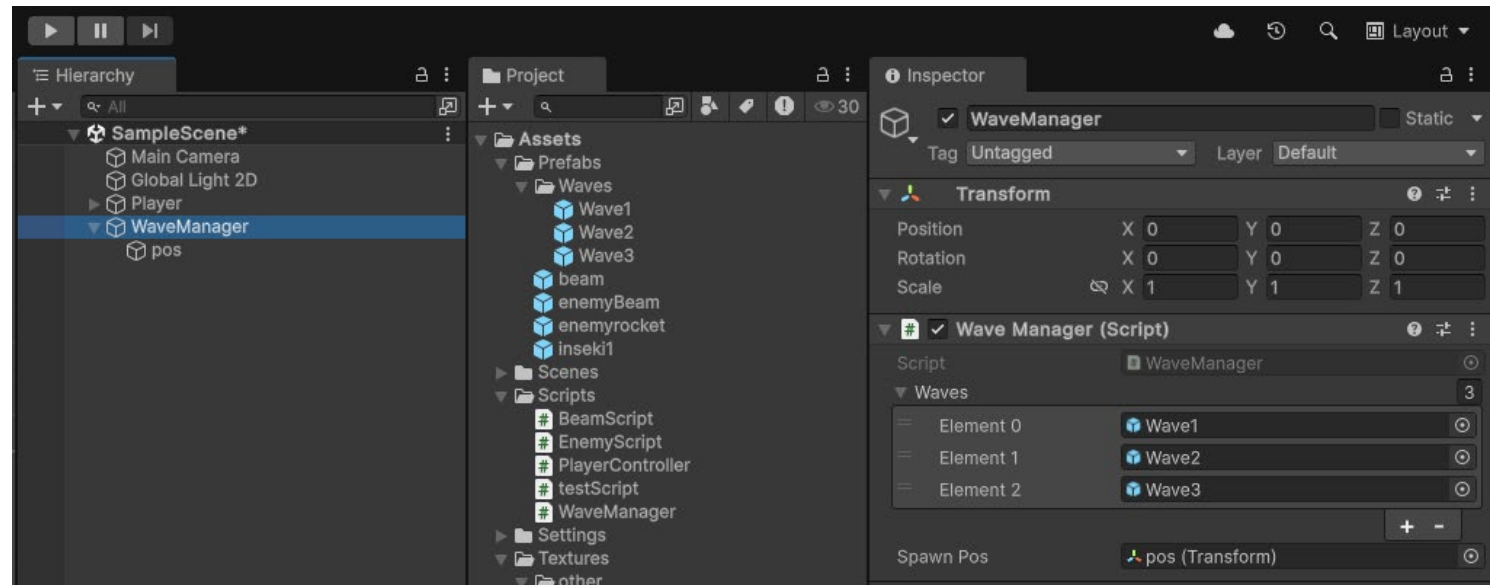 Layout
Hierarchy
All
SampleScene*
Main Camera
Global Light 2D
Player
WaveManager
pos
Project
30
Assets
Prefabs
Waves
Wave1
Wave2
Wave3
beam
enemyBeam
enemyrocket
inseki1
Scenes
Scripts
BeamScript
EnemyScript
PlayerController
testScript
WaveManager
Settings
Textures
other
Inspector
WaveManager Static
Tag Untagged Layer Default
Transform
Position X 0 Y 0 Z 0
Rotation X 0 Y 0 Z 0
Scale X 1 Y 1 Z 1
# Wave Manager (Script)
Script WaveManager
Waves 3
Element 0 Wave1
Element 1 Wave2
Element 2 Wave3
+ -
Spawn Pos pos (Transform)